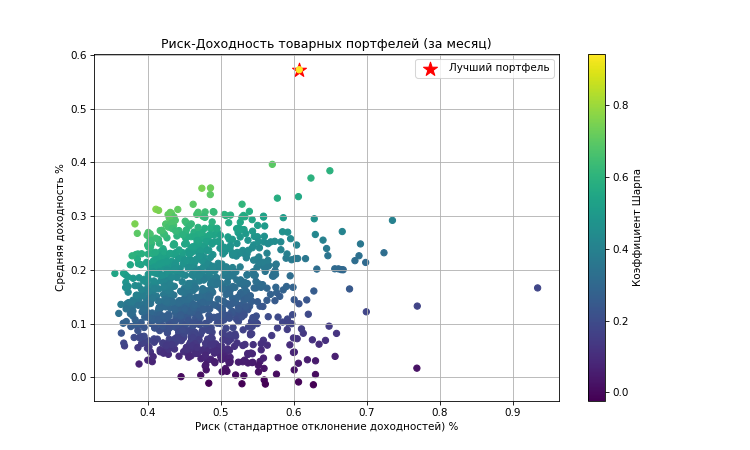 Риск-Доходность товарных портфелей (за месяц)
Лучший портфель
Средняя доходность %
0.6
0.5
0.4
0.3
0.2
0.1
0.0
0.4 0.5 0.6 0.7 0.8 0.9
Риск (стандартное отклонение доходностей) %
0.8
0.6
0.4
0.2
0.0
Коэффициент Шарпа